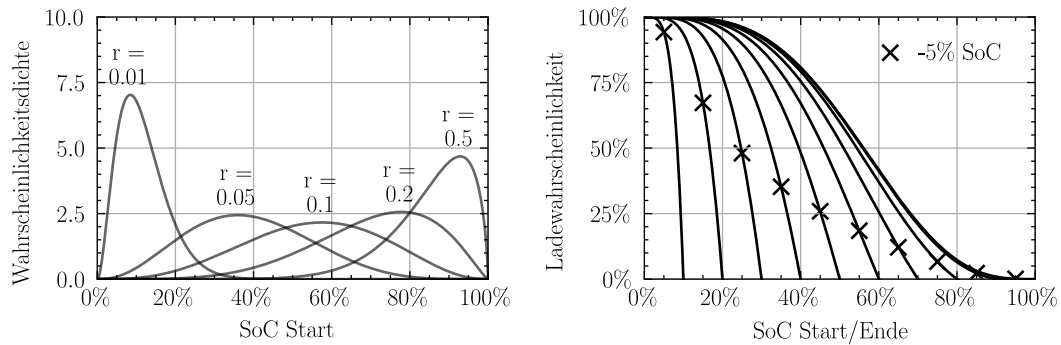 10.0
7.5
5.0
2.5
0.0
Wahrscheinlichkeitsdichte
r =
0.01
r =
0.05
r =
0.1
r =
0.2
r =
0.5
0%
20%
40%
60%
80%
100%
SoC Start
100%
75%
50%
25%
0%
Ladewahrscheinlichkeit
-5% SoC
0%
20%
40%
60%
80%
100%
SoC Start/Ende